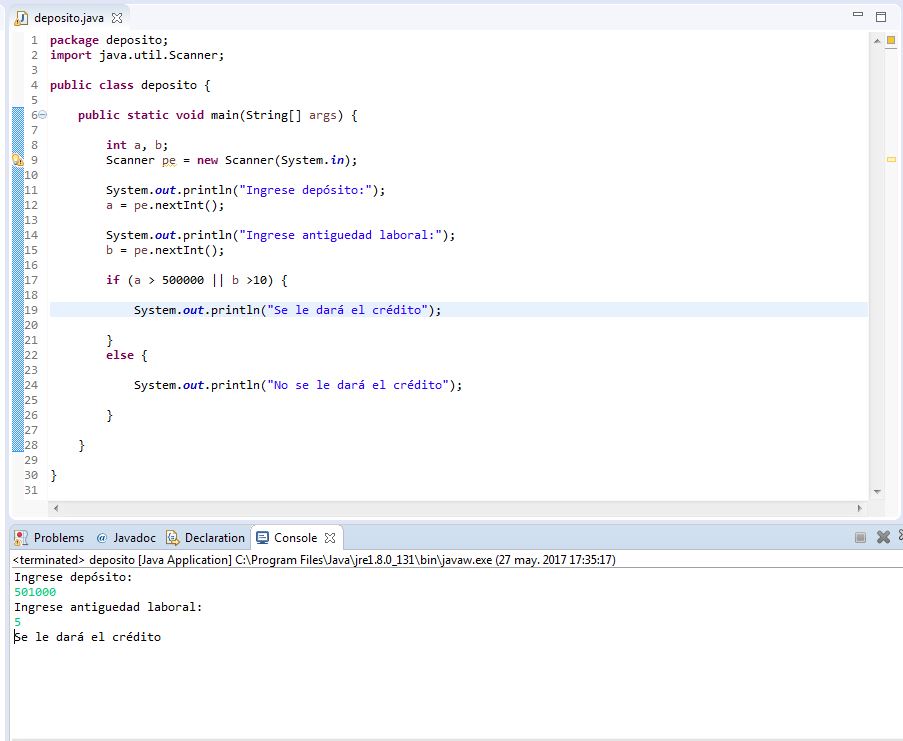 deposito.java
1 package deposito;
2 import java.util.Scanner;
3
4 public class deposito {
5
6 public static void main(String[] args) {
7
8 int a, b;
9 Scanner pe = new Scanner(System.in);
10
11 System.out.println("Ingrese depósito:");
12 a = pe.nextInt();
13
14 System.out.println("Ingrese antiguedad laboral:");
15 b = pe.nextInt();
16
17 if (a > 500000 || b >10) {
18
19 System.out.println("Se le dará el crédito");
20
21 }
22 else {
23
24 System.out.println("No se le dará el crédito");
25
26 }
27
28 }
29
30 }
31
Problems @ Javadoc Declaration Console
<terminated> deposito [Java Application] C:\Program Files\Java\jre1.8.0_131\bin\javaw.exe (27 may. 2017 17:35:17)
Ingrese depósito:
501000
Ingrese antiguedad laboral:
5
Se le dará el crédito